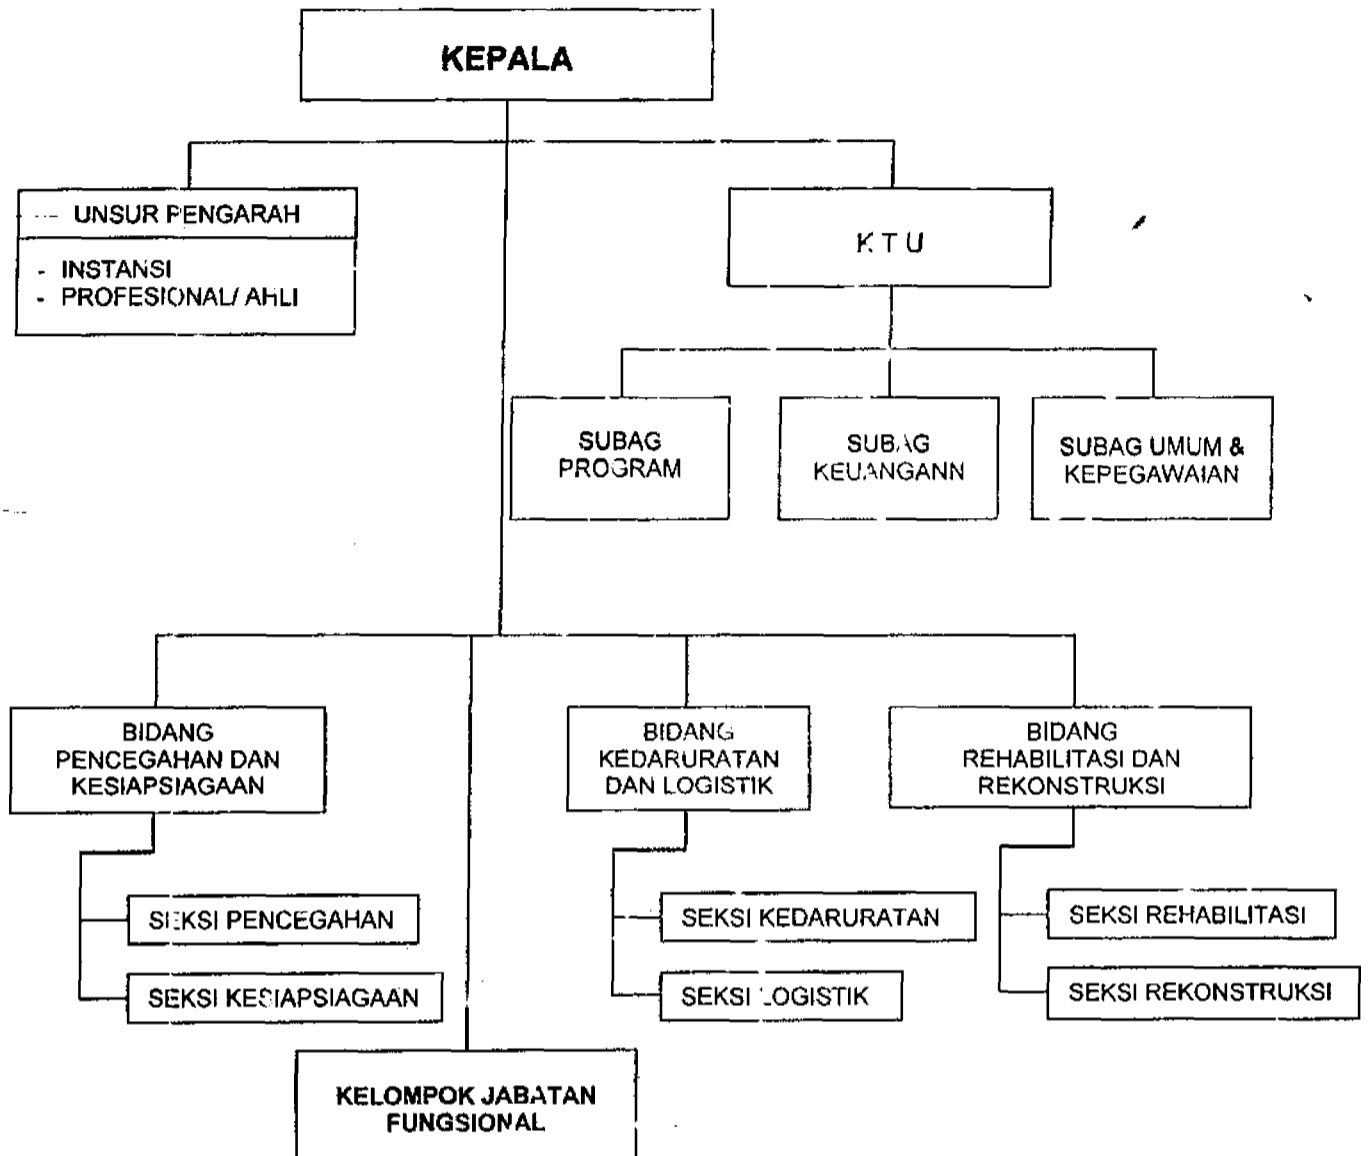 KEPALA
UNSUR PENGARAH
- INSTANSI
- PROFESIONAL/ AHLI
K T U
SUBAG
PROGRAM
SUBAG
KEUANGANN
SUBAG UMUM &
KEPEGAWAIAN
BIDANG
PENCEGAHAN DAN
KESIAPSIAGAAN
BIDANG
KEDARURATAN
DAN LOGISTIK
BIDANG
REHABILITASI DAN
REKONSTRUKSI
SEKSI PENCEGAHAN
SEKSI KESIAPSIAGAAN
SEKSI KEDARURATAN
SEKSI LOGISTIK
SEKSI REHABILITASI
SEKSI REKONSTRUKSI
KELOMPOK JABATAN
FUNGSIONAL